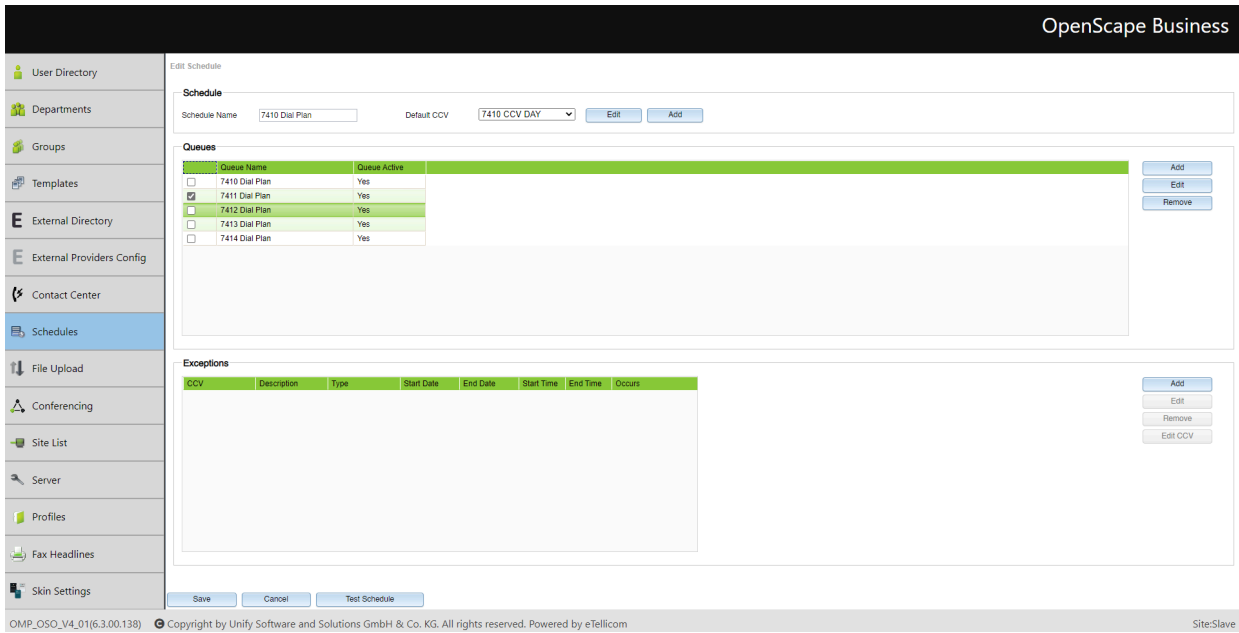 OpenScape Business
User Directory
Departments
Groups
Templates
External Directory
External Providers Config
Contact Center
Schedules
File Upload
Conferencing
Site List
Server
Profiles
Fax Headlines
Skin Settings
Edit Schedule
Schedule
Schedule Name 7410 Dial Plan Default CCV 7410 CCV DAY Edit Add
Queues
Queue Name Queue Active
7410 Dial Plan Yes
7411 Dial Plan Yes
7412 Dial Plan Yes
7413 Dial Plan Yes
7414 Dial Plan Yes
Add
Edit
Remove
Exceptions
CCV Description Type Start Date End Date Start Time End Time Occurs
Add
Edit
Remove
Edit CCV
Save Cancel Test Schedule
OMP_OSO_V4_01(6.3.00.138) Copyright by Unify Software and Solutions GmbH & Co. KG. All rights reserved. Powered by eTellicom Site:Slave